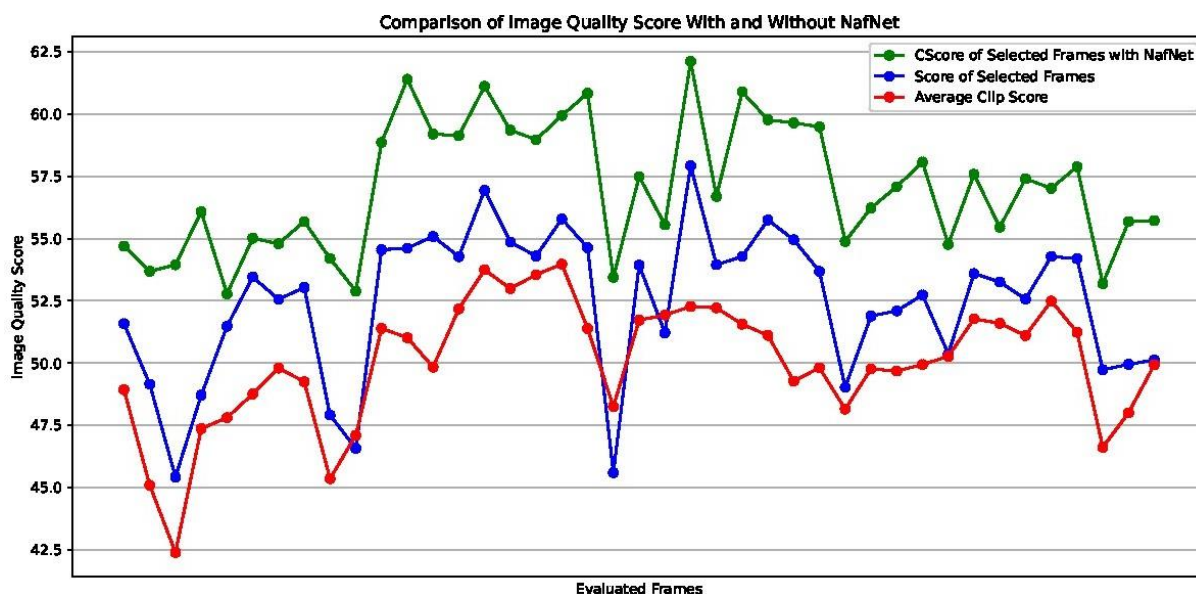 Comparison of Image Quality Score With and Without NafNet
62.5
60.0
57.5
55.0
52.5
50.0
47.5
45.0
42.5
Image Quality Score
CScore of Selected Frames with NafNet
Score of Selected Frames
Average Clip Score
Evaluated Frames